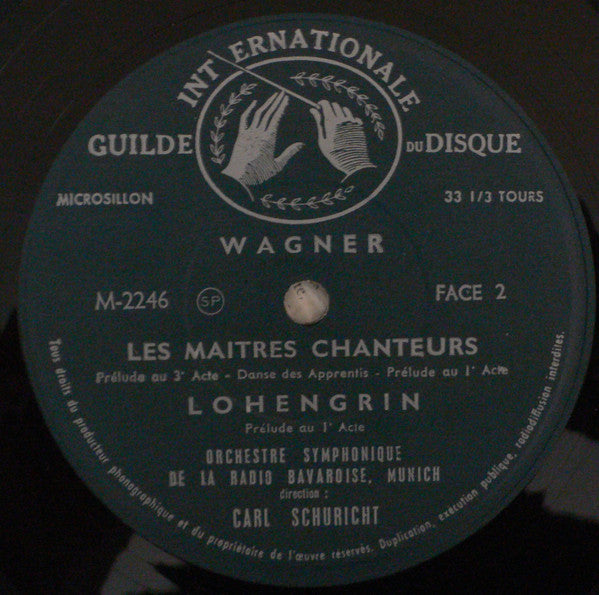 INTERNATIONALE
GUILDE DU DISQUE
MICROSILLON
33 1/3 TOURS
WAGNER
M-2246
SP
FACE 2
LES MAITRES CHANTEURS
Prélude au 3e Acte - Danse des Apprentis - Prélude au 1e Acte
LOHENGRIN
Prélude au 1e Acte
ORCHESTRE SYMPHONIQUE
DE LA RADIO BAVAROISE, MUNICH
direction :
CARL SCHURICHT
Tous droits du producteur phonographique et du propriétaire de l'œuvre réservés. Duplication, exécution publique, radiodiffusion interdites.